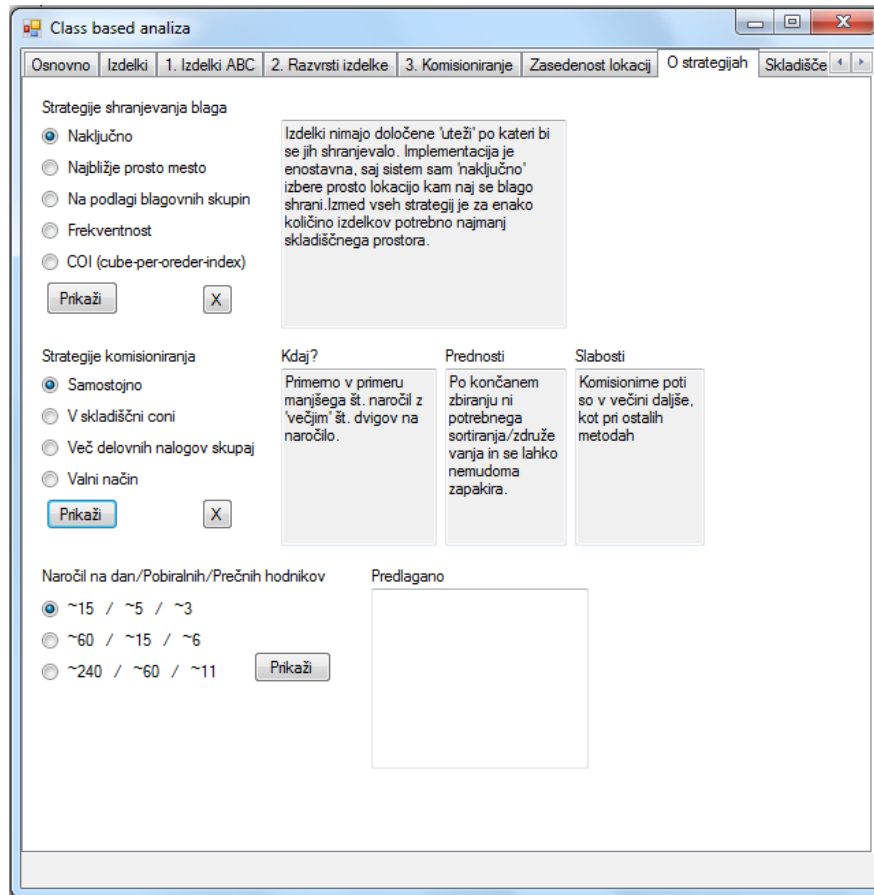 Class based analiza
Osnovno Izdelki 1. Izdelki ABC 2. Razvrsti izdelke 3. Komisioniranje Zasedenost lokacij O strategijah Skladišče
Strategije shranjevanja blaga
Naključno
Najbližje prosto mesto
Na podlagi blagovnih skupin
Frekventnost
COI (cube-per-oreder-index)
Prikaži X
Izdelki nimajo določene 'uteži' po kateri bi
se jih shranjevalo. Implementacija je
enostavna, saj sistem sam 'naključno'
izbere prosto lokacijo kam naj se blago
shrani.Izmed vseh strategij je za enako
količino izdelkov potrebno najmanj
skladiščnega prostora.
Strategije komisioniranja
Samostojno
V skladiščni coni
Več delovnih nalogov skupaj
Valni način
Prikaži X
Kdaj?
Primerno v primeru
manjšega št. naročil z
'večjim' št. dvigov na
naročilo.
Prednosti
Po končanem
zbiranju ni
potrebnega
sortiranja/združe
vanja in se lahko
nemudoma
zapakira.
Slabosti
Komisionirne poti
so v večini daljše,
kot pri ostalih
metodah
Naročil na dan/Pobiralnih/Prečnih hodnikov
~15 / ~5 / ~3
~60 / ~15 / ~6
~240 / ~60 / ~11
Prikaži
Predlagano